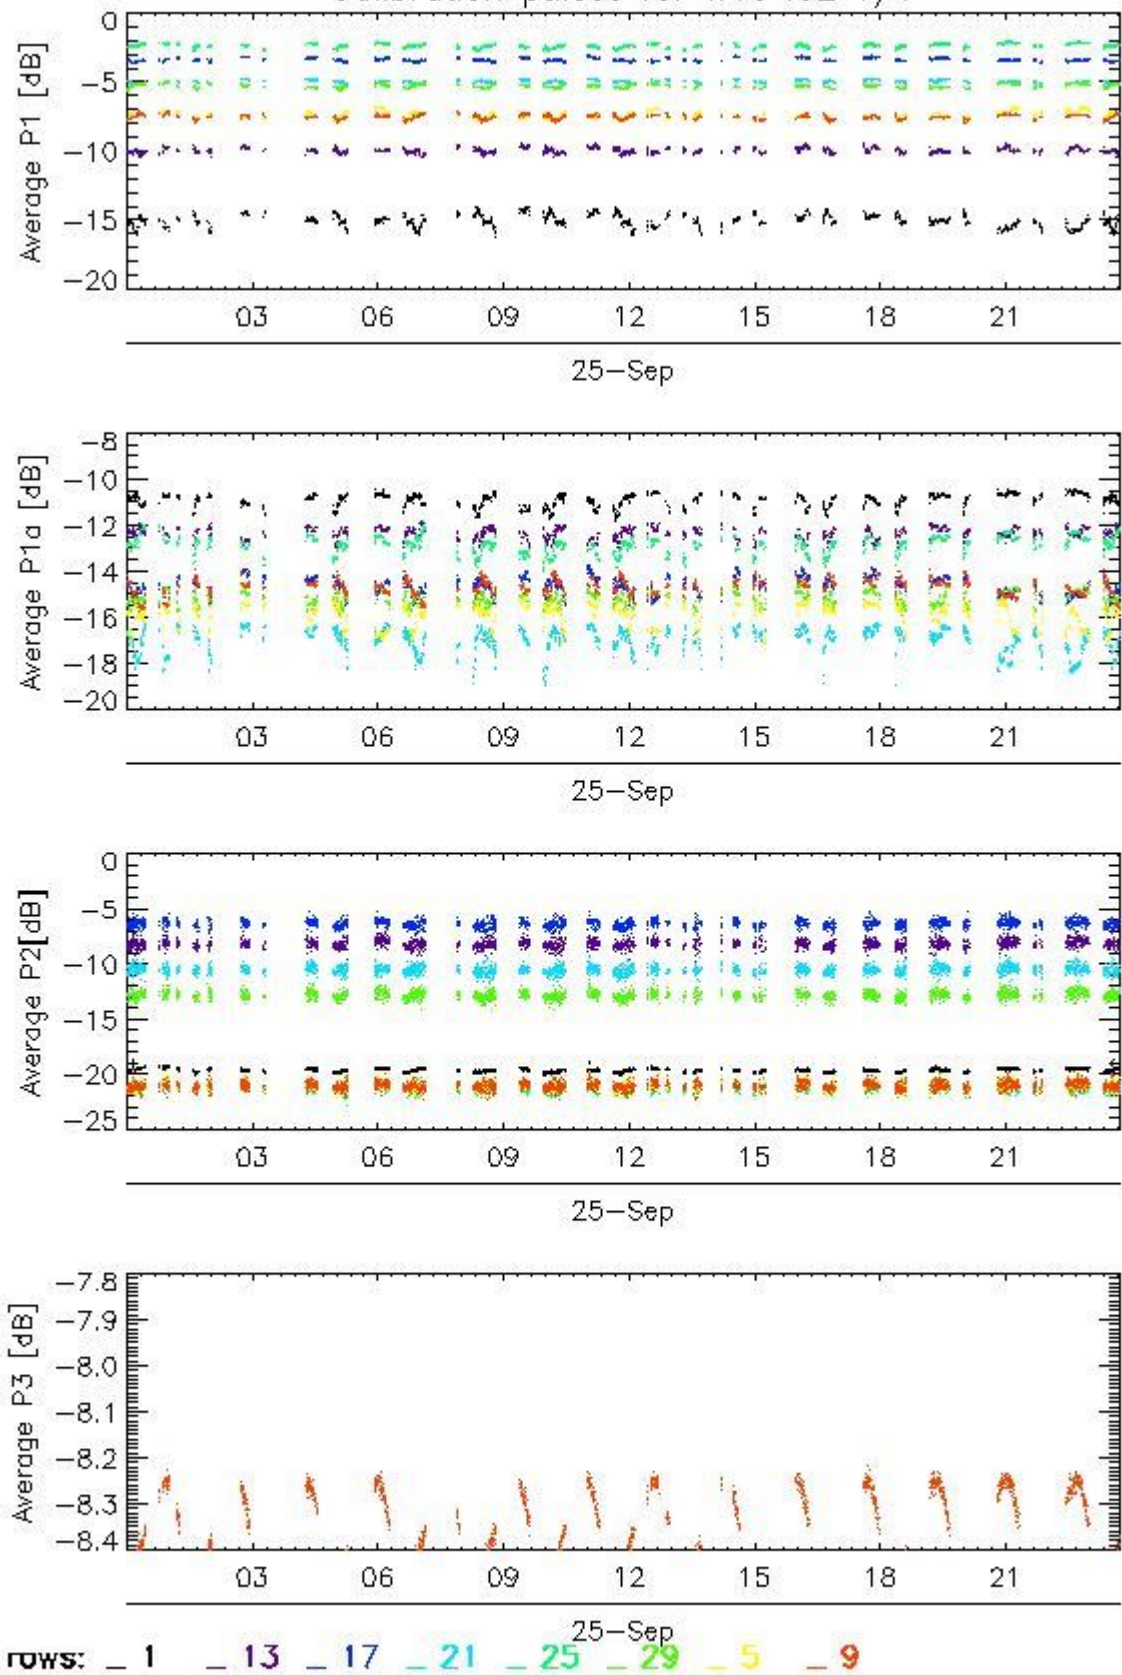 Average P1 [dB]
0
−5
−10
−15
−20
03 06 09 12 15 18 21
25−Sep
Average P1a [dB]
−8
−10
−12
−14
−16
−18
−20
03 06 09 12 15 18 21
25−Sep
Average P2[dB]
0
−5
−10
−15
−20
−25
03 06 09 12 15 18 21
25−Sep
Average P3 [dB]
−7.8
−7.9
−8.0
−8.1
−8.2
−8.3
−8.4
03 06 09 12 15 18 21
25−Sep
rows: _ 1 _ 13 _ 17 _ 21 _ 25 _ 29 _ 5 _ 9